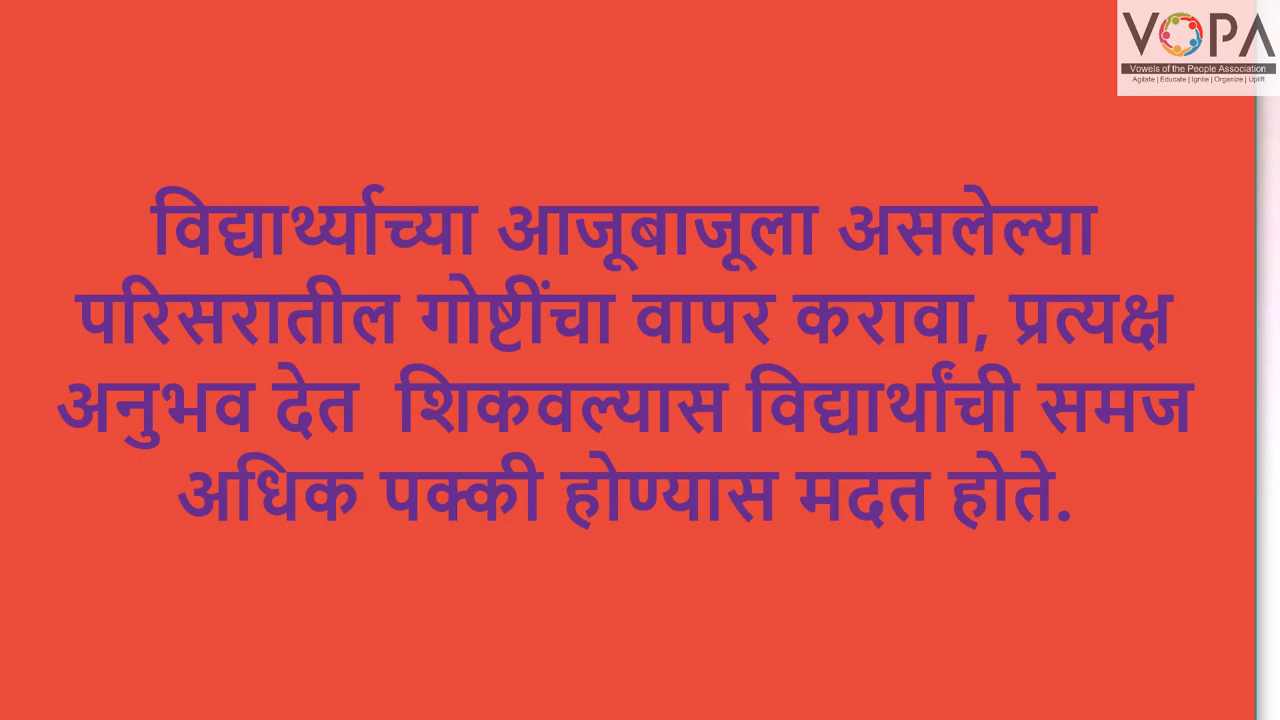 VOPA
Vowels of the People Association
Agitate | Educate | Ignite | Organize | Uplift
विद्यार्थ्याच्या आजूबाजूला असलेल्या
परिसरातील गोष्टींचा वापर करावा, प्रत्यक्ष
अनुभव देत  शिकवल्यास विद्यार्थांची समज
अधिक पक्की होण्यास मदत होते.